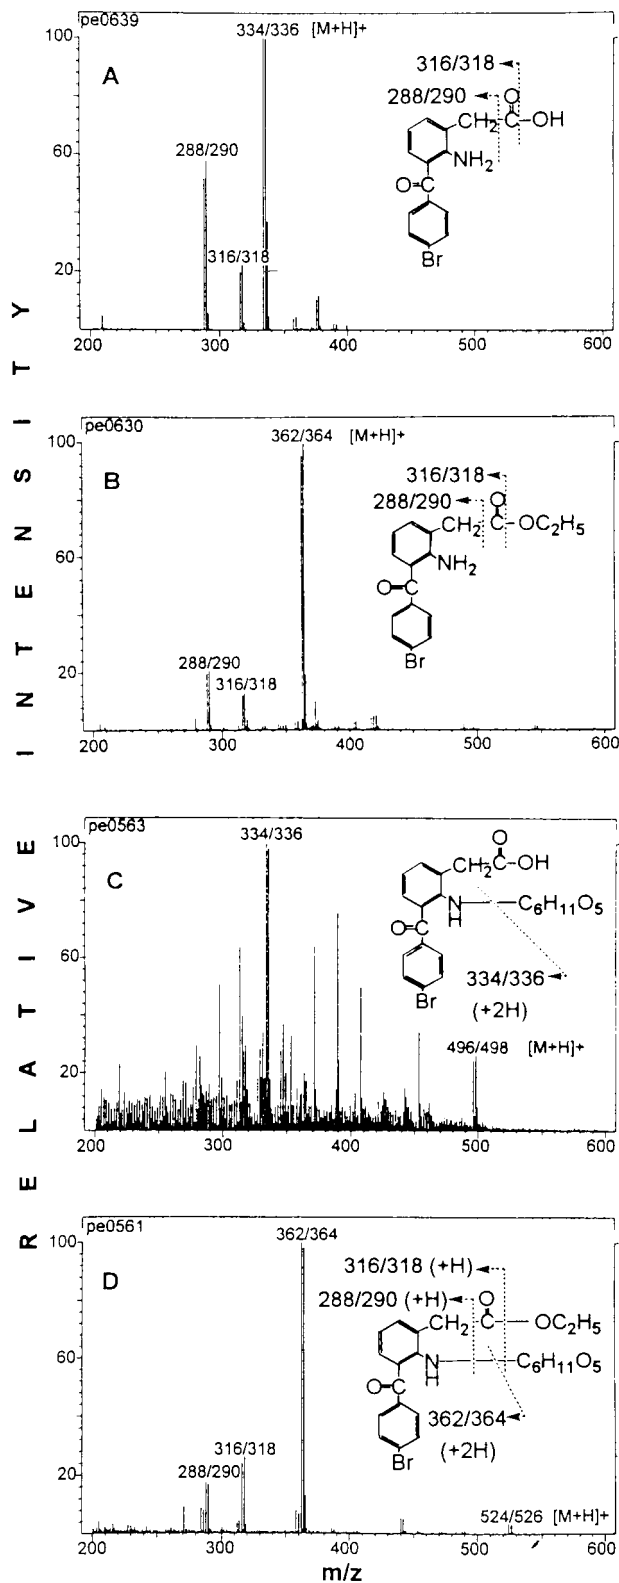 RELATIVE INTENSITY
pe0639
A
100
60
20
334/336 [M+H]+
288/290
316/318
316/318
288/290
O
CH2-C-OH
NH2
O=C
Br
200 300 400 500 600
pe0630
B
100
60
20
362/364 [M+H]+
288/290
316/318
316/318
288/290
O
CH2-C-OC2H5
NH2
O=C
Br
200 300 400 500 600
pe0563
C
100
60
20
334/336
O
CH2C-OH
N
H
C6H11O5
O=C
Br
334/336
(+2H)
496/498 [M+H]+
200 300 400 500 600
pe0561
D
100
60
20
362/364
316/318
288/290
316/318 (+H)
288/290 (+H)
O
CH2-C-OC2H5
N
H
C6H11O5
O=C
Br
362/364
(+2H)
524/526 [M+H]+
200 300 400 500 600
m/z